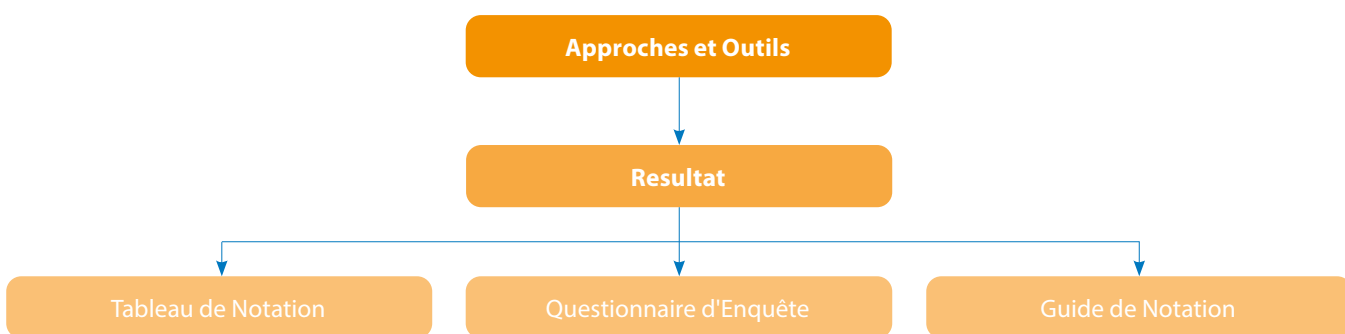 Approches et Outils
Resultat
Tableau de Notation
Questionnaire d'Enquête
Guide de Notation